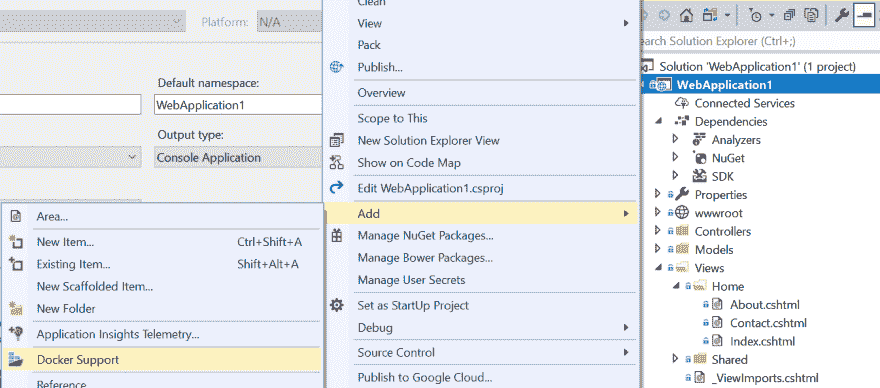 Platform:
N/A
Default namespace:
WebApplication1
Output type:
Console Application
Area...
New Item... Ctrl+Shift+A
Existing Item... Shift+Alt+A
New Scaffolded Item...
New Folder
Application Insights Telemetry...
Docker Support
Reference
Clean
View
Pack
Publish...
Overview
Scope to This
New Solution Explorer View
Show on Code Map
Edit WebApplication1.csproj
Add
Manage NuGet Packages...
Manage Bower Packages...
Manage User Secrets
Set as StartUp Project
Debug
Source Control
Publish to Google Cloud...
earch Solution Explorer (Ctrl+;)
Solution 'WebApplication1' (1 project)
WebApplication1
Connected Services
Dependencies
Analyzers
NuGet
SDK
Properties
wwwroot
Controllers
Models
Views
Home
About.cshtml
Contact.cshtml
Index.cshtml
Shared
_ViewImports.cshtml